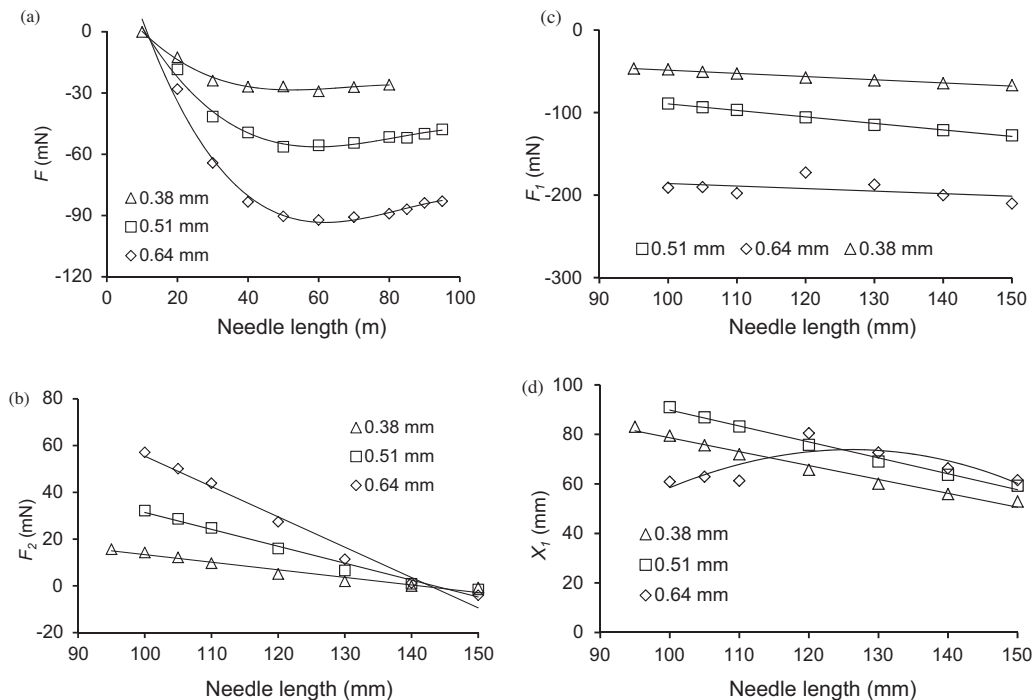 (a)
0
-30
-60
-90
-120
F (mN)
0.38 mm
0.51 mm
0.64 mm
0 20 40 60 80 100
Needle length (m)
(c)
0
-100
-200
-300
F1 (mN)
0.51 mm 0.64 mm 0.38 mm
90 100 110 120 130 140 150
Needle length (mm)
(b)
80
60
40
20
0
-20
F2 (mN)
0.38 mm
0.51 mm
0.64 mm
90 100 110 120 130 140 150
Needle length (mm)
(d)
100
80
60
40
20
0
X1 (mm)
0.38 mm
0.51 mm
0.64 mm
90 100 110 120 130 140 150
Needle length (mm)